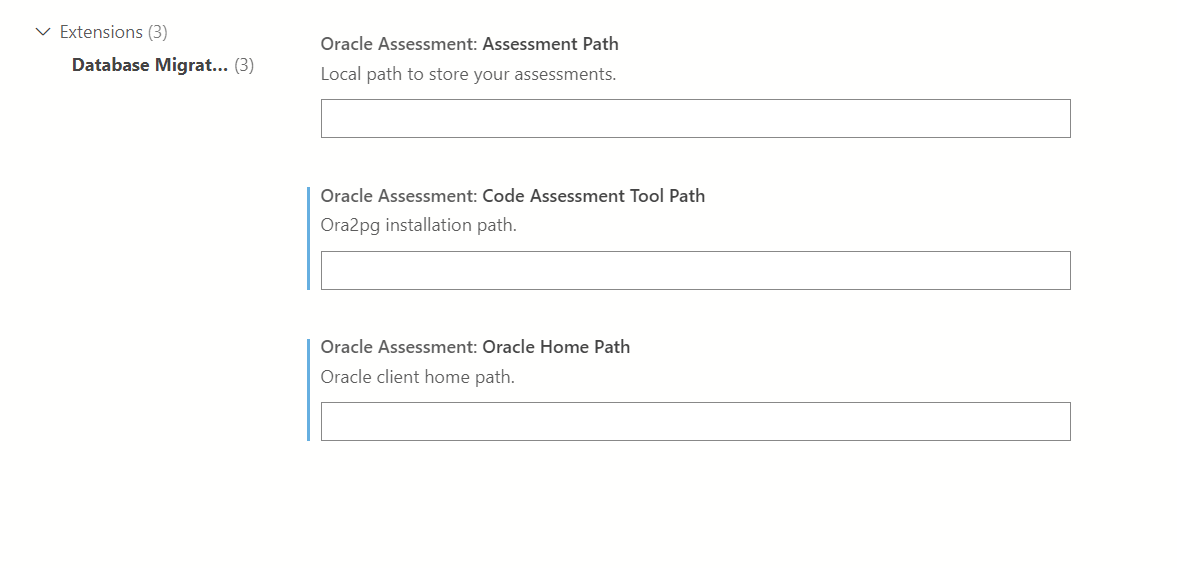 Extensions (3)
Database Migrat... (3)
Oracle Assessment: Assessment Path
Local path to store your assessments.
Oracle Assessment: Code Assessment Tool Path
Ora2pg installation path.
Oracle Assessment: Oracle Home Path
Oracle client home path.